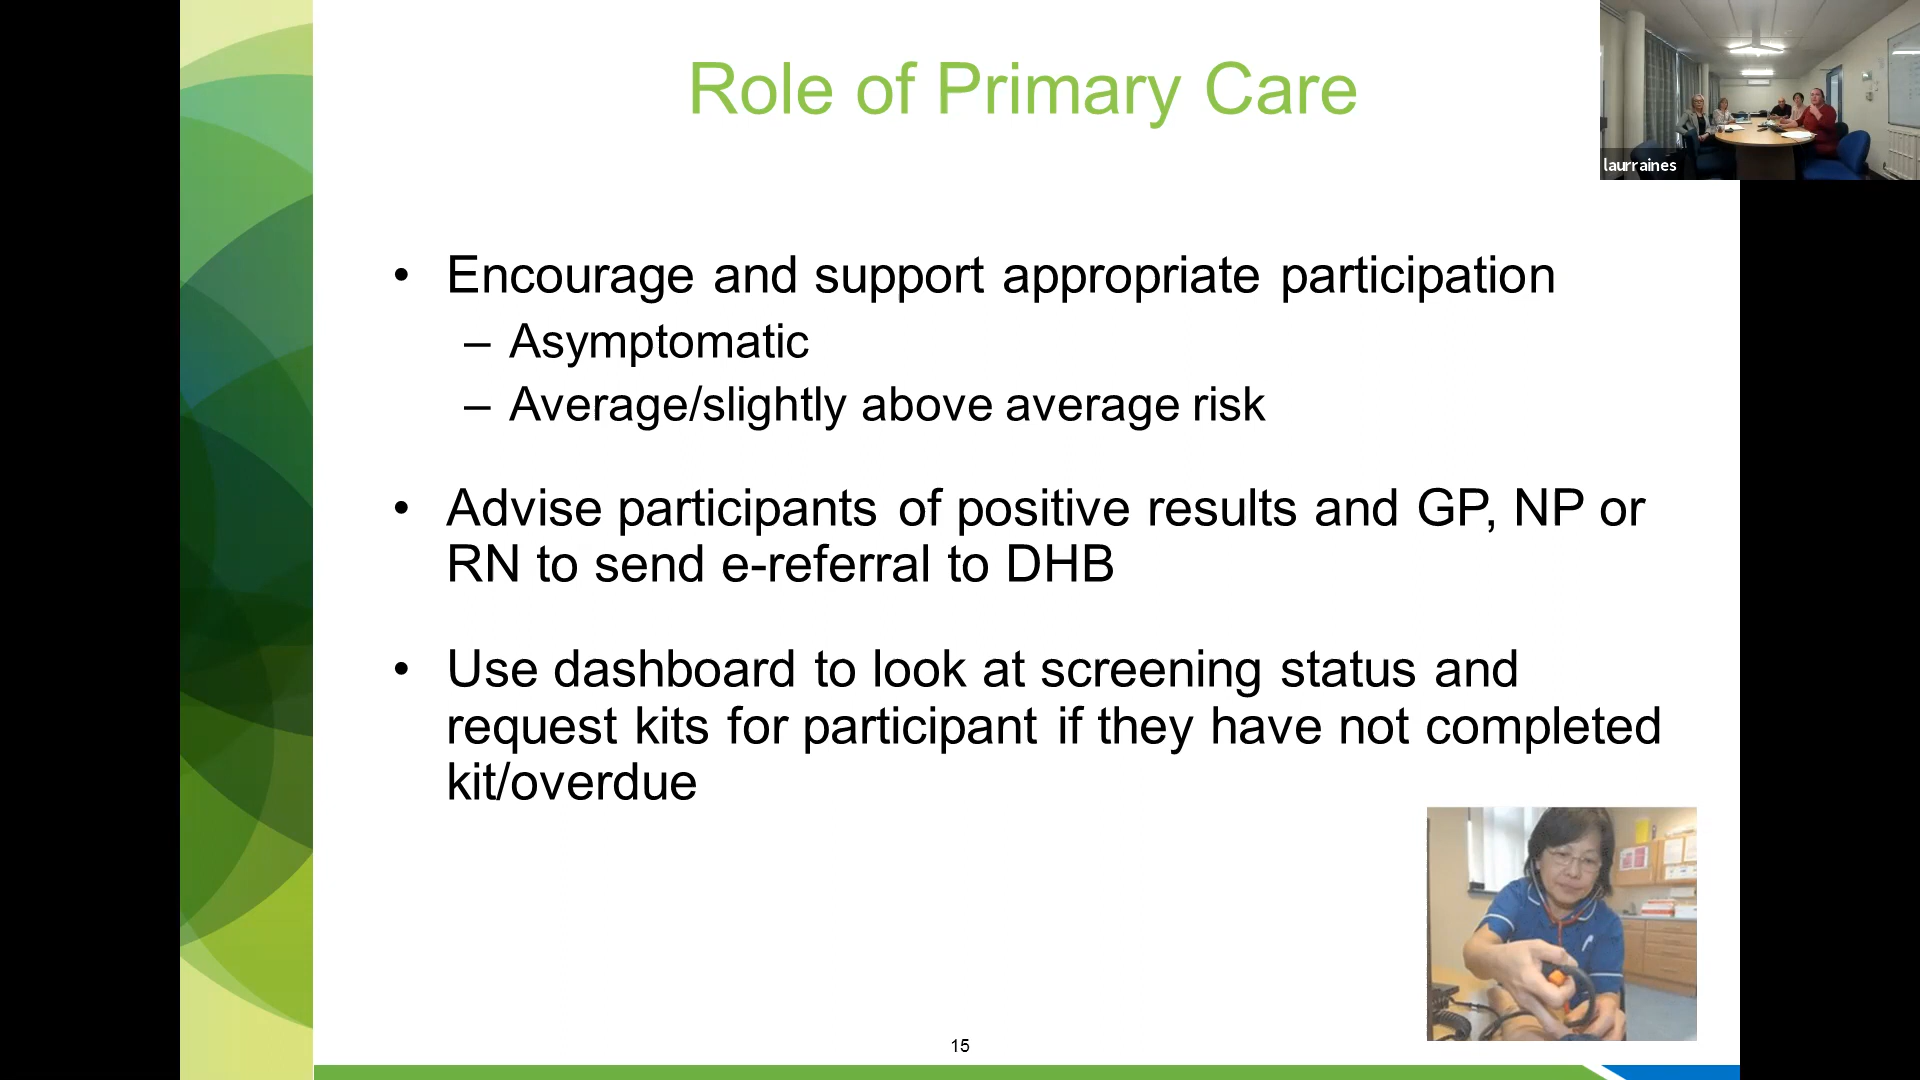 Role of Primary Care
laurraines
• Encourage and support appropriate participation
– Asymptomatic
– Average/slightly above average risk
• Advise participants of positive results and GP, NP or
RN to send e-referral to DHB
• Use dashboard to look at screening status and
request kits for participant if they have not completed
kit/overdue
15